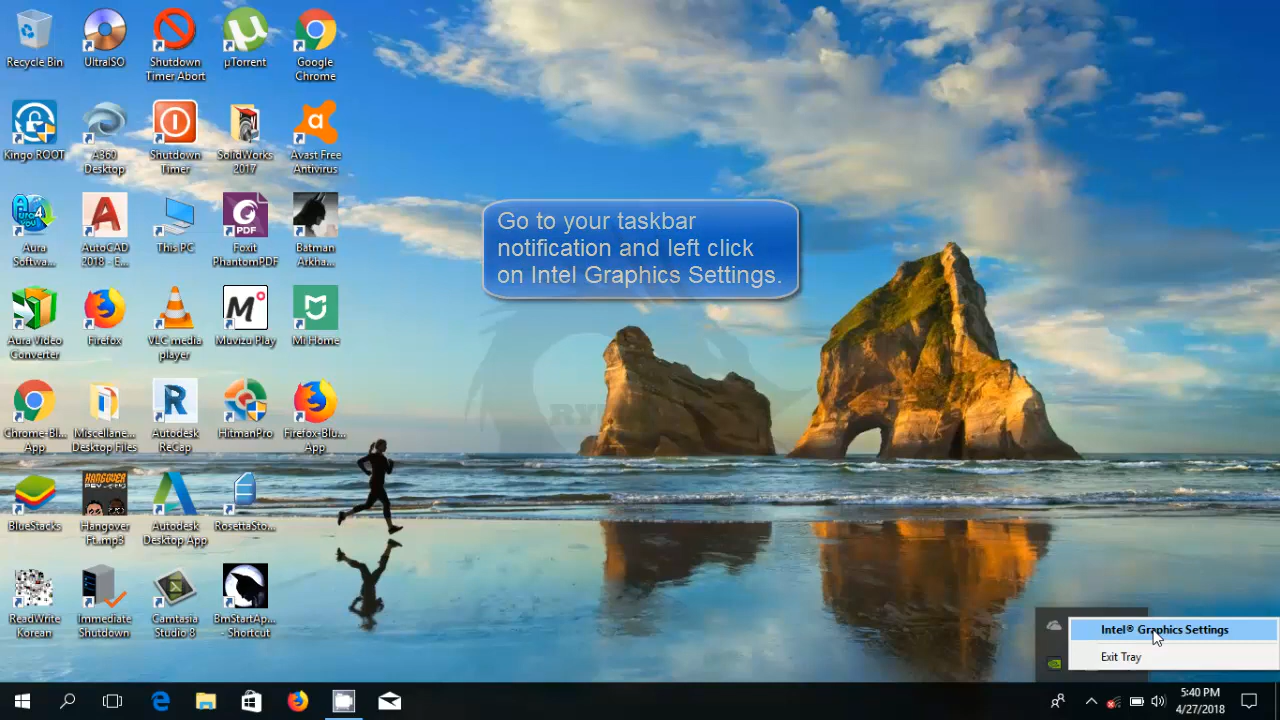 Recycle Bin
UltraISO
Shutdown
Timer Abort
µTorrent
Google
Chrome
Kingo ROOT
A360
Desktop
Shutdown
Timer
SolidWorks
2017
Avast Free
Antivirus
Aura
Softwa...
AutoCAD
2018 - E...
This PC
PDF
Foxit
PhantomPDF
Batman
Arkha...
Aura Video
Converter
Firefox
VLC media
player
Muvizu Play
Mi Home
Chrome-Bl...
App
Miscellane...
Desktop Files
Autodesk
ReCap
HitmanPro
Firefox-Blu...
App
BlueStacks
HANGOVER
Hangover
Ft..mp3
Autodesk
Desktop App
RosettaSto...
ReadWrite
Korean
Immediate
Shutdown
Camtasia
Studio 8
BmStartAp...
- Shortcut
Go to your taskbar
notification and left click
on Intel Graphics Settings.
Intel® Graphics Settings
Exit Tray
5:40 PM
4/27/2018